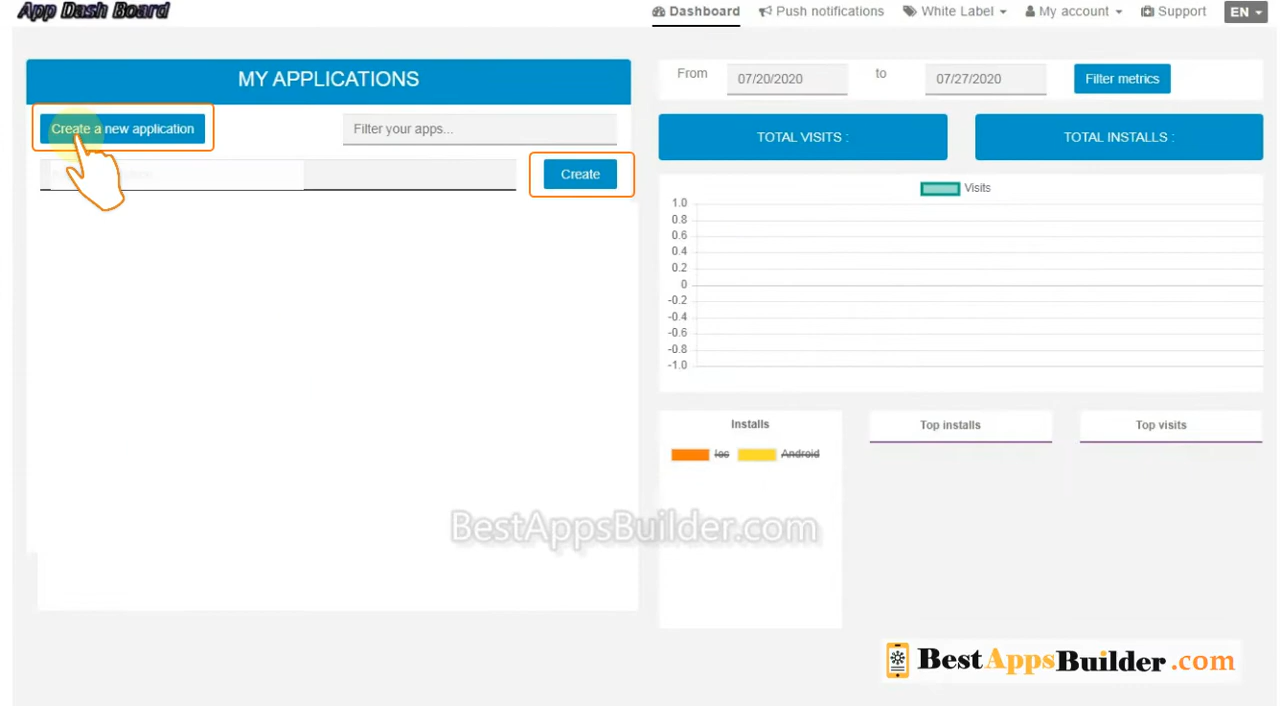 App Dash Board
Dashboard Push notifications White Label My account Support EN
MY APPLICATIONS
Create a new application
Filter your apps...
Create
From 07/20/2020 to 07/27/2020 Filter metrics
TOTAL VISITS :
TOTAL INSTALLS :
Visits
1.0
0.8
0.6
0.4
0.2
0
-0.2
-0.4
-0.6
-0.8
-1.0
Installs
Ios Android
Top installs
Top visits
BestAppsBuilder.com
BestAppsBuilder.com